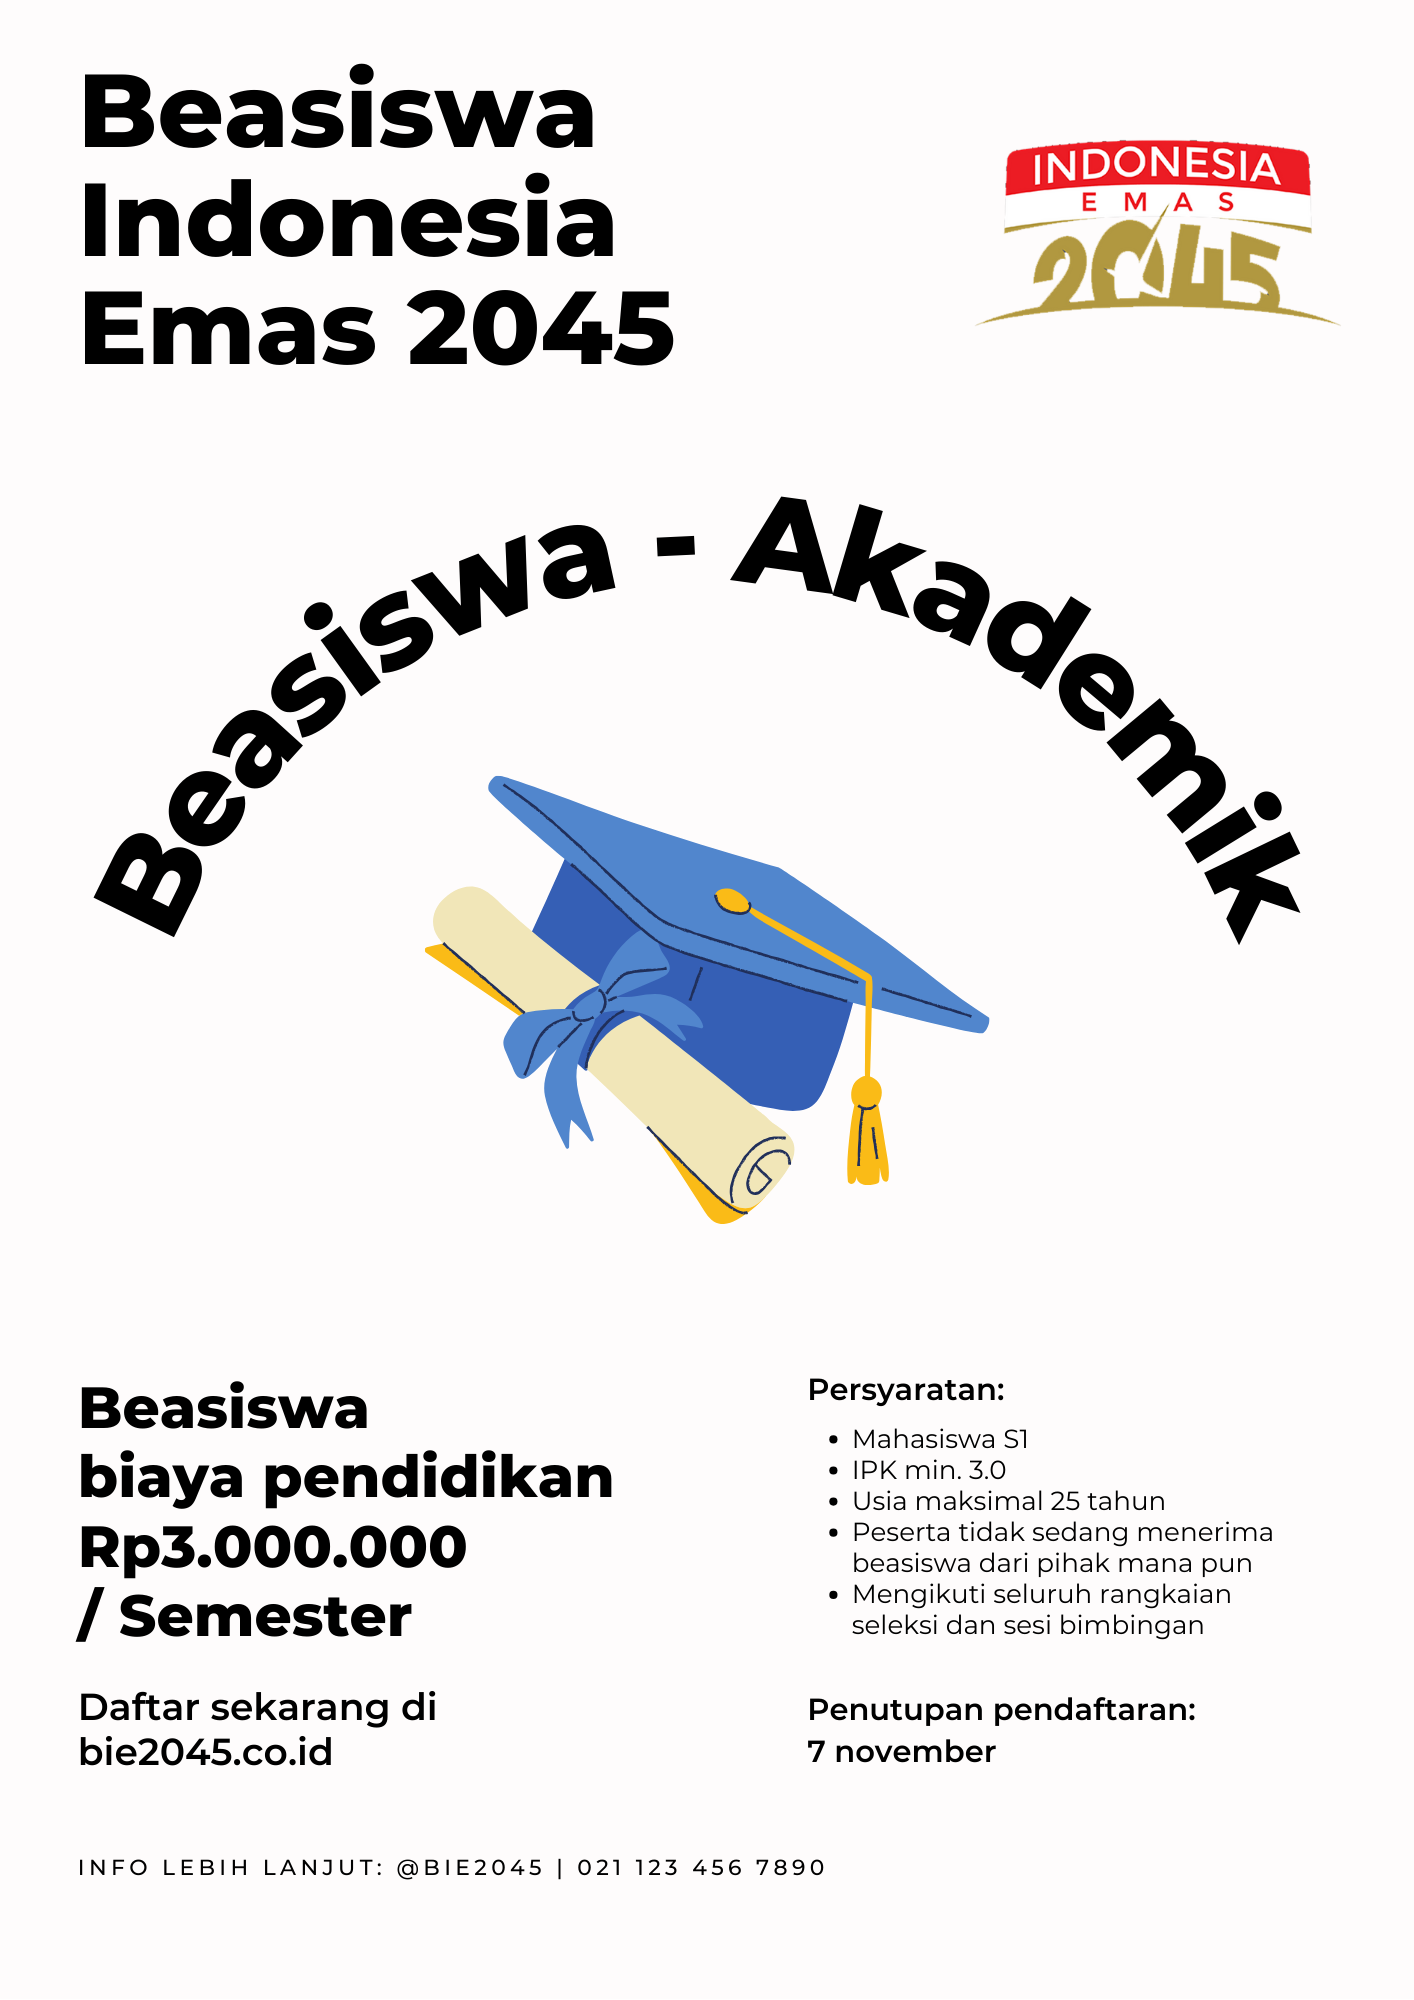 Beasiswa
Indonesia
Emas 2045
INDONESIA
EMAS
2045
Beasiswa - Akademik
Beasiswa
biaya pendidikan
Rp3.000.000
/ Semester
Daftar sekarang di
bie2045.co.id
Persyaratan:
• Mahasiswa S1
• IPK min. 3.0
• Usia maksimal 25 tahun
• Peserta tidak sedang menerima
beasiswa dari pihak mana pun
• Mengikuti seluruh rangkaian
seleksi dan sesi bimbingan
Penutupan pendaftaran:
7 november
INFO LEBIH LANJUT: @BIE2045 | 021 123 456 7890